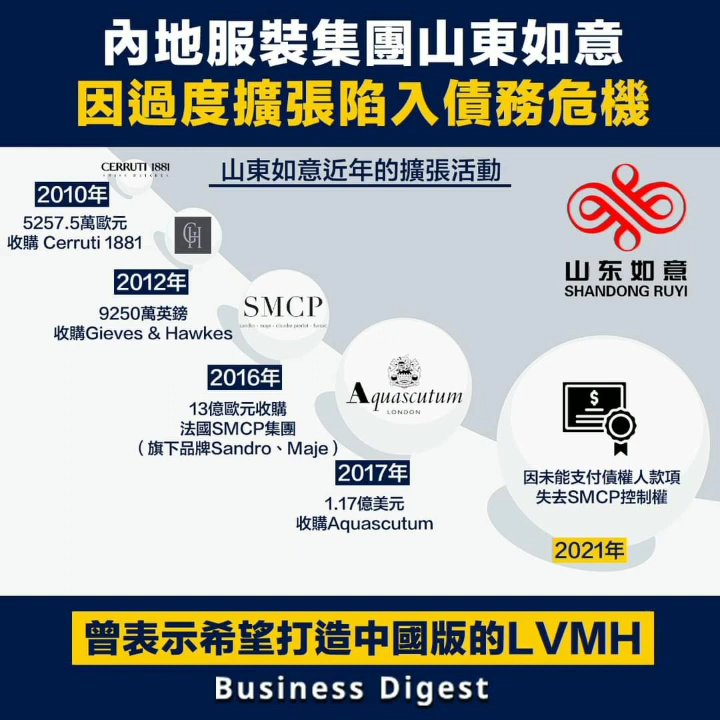 內地服裝集團山東如意
因過度擴張陷入債務危機
山東如意近年的擴張活動
CERRUTI 1881
2010年
5257.5萬歐元
收購 Cerruti 1881
GH
2012年
9250萬英鎊
收購Gieves & Hawkes
SMCP
sandro - maje - claudie pierlot - fursac
2016年
13億歐元收購
法國SMCP集團
（旗下品牌Sandro、Maje）
Aquascutum
LONDON
2017年
1.17億美元
收購Aquascutum
山东如意
SHANDONG RUYI
$
因未能支付債權人款項
失去SMCP控制權
2021年
曾表示希望打造中國版的LVMH
Business Digest